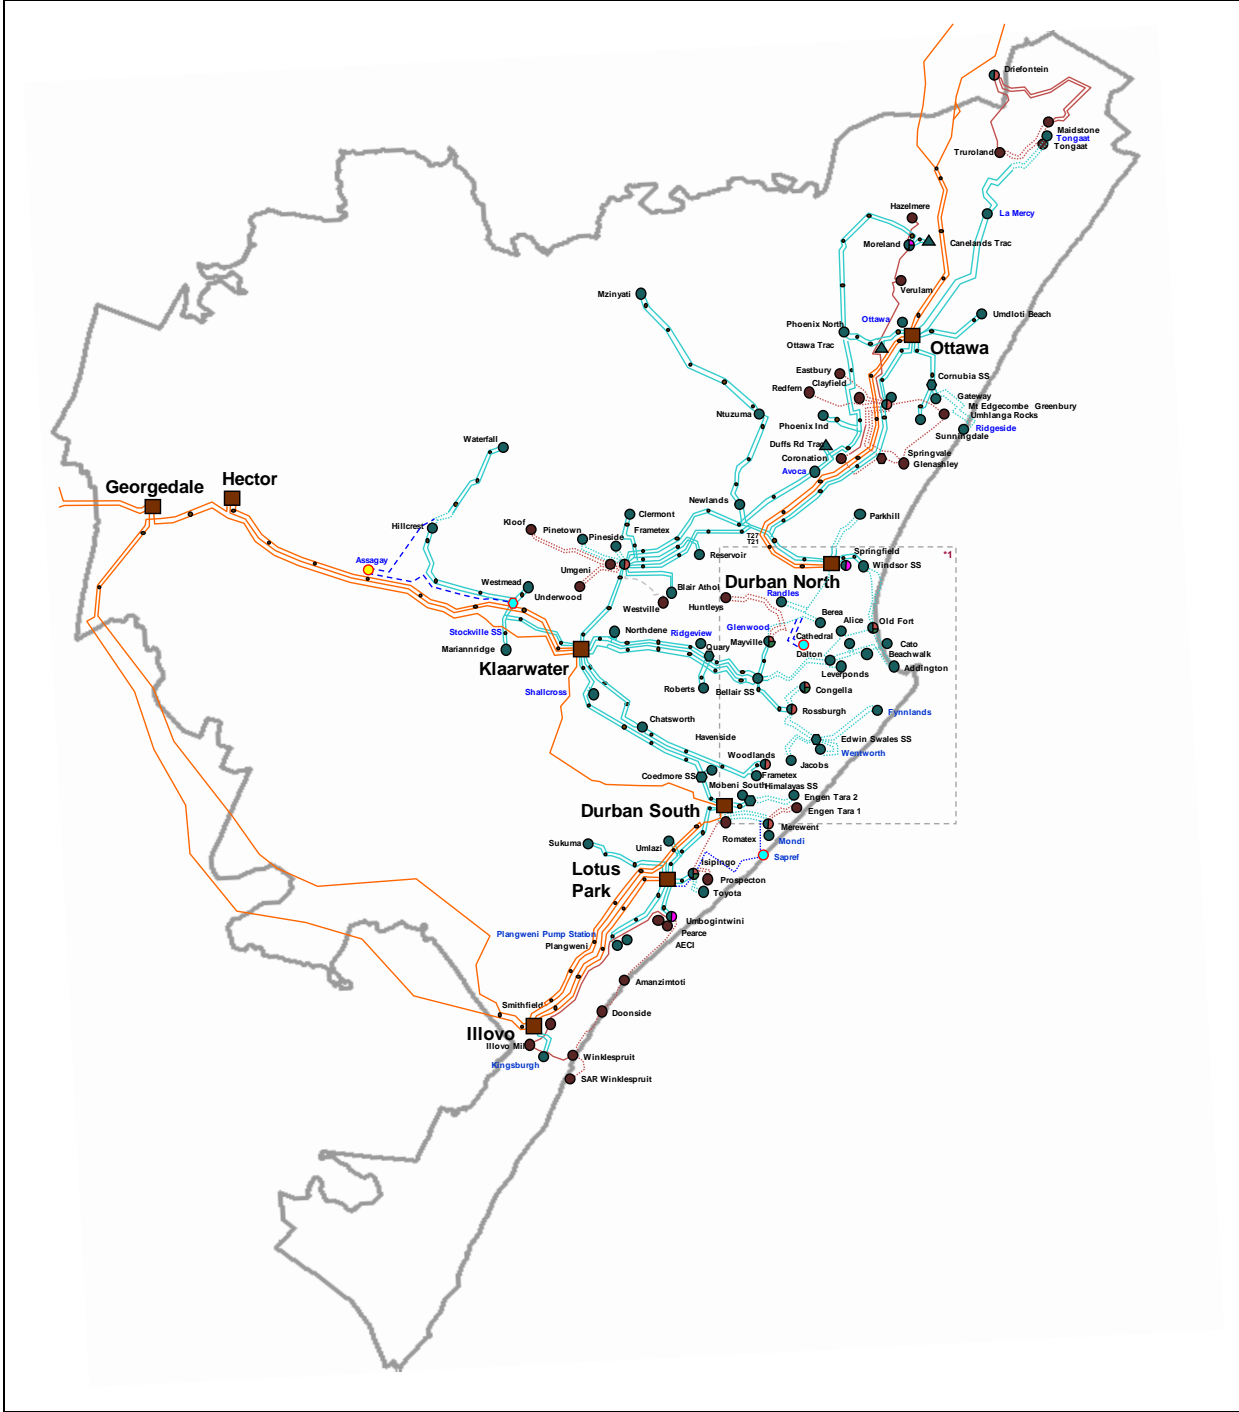 Driefontein
Maidstone
Tongaat
Tongaat
Truroland
Hazelmere
La Mercy
Moreland
Canelands Trac
Verulam
Mzinyati
Umdloti Beach
Ottawa
Phoenix North
Ottawa Trac
Ottawa
Eastbury
Cornubia SS
Clayfield
Redfern
Gateway
Mt Edgecombe Greenbury
Umhlanga Rocks
Ntuzuma
Phoenix Ind
Ridgeside
Sunningdale
Waterfall
Duffs Rd Trac
Coronation
Springvale
Glenashley
Avoca
Hector
Georgedale
Newlands
Clermont
Parkhill
Kloof
Pinetown
Frametex
Hillcrest
Pineside
T27
T21
Reservoir
Springfield
*1
Assagay
Umgeni
Windsor SS
Durban North
Westmead
Underwood
Blair Athol
Randles
Westville
Huntleys
Berea
Alice
Old Fort
Stockville SS
Northdene
Ridgeview
Glenwood
Cathedral
Mayville
Quary
Cato
Mariannridge
Dalton
Beachwalk
Klaarwater
Leverponds
Addington
Shallcross
Roberts
Bellair SS
Congella
Rossburgh
Fynnlands
Chatsworth
Havenside
Edwin Swales SS
Woodlands
Wentworth
Jacobs
Coedmore SS
Frametex
Mobeni South
Himalayas SS
Engen Tara 2
Durban South
Engen Tara 1
Merewent
Romatex
Mondi
Sukuma
Umlazi
Sapref
Isipingo
Lotus
Park
Prospecton
Toyota
Umbogintwini
Plangweni Pump Station
Pearce
Plangweni
AECI
Amanzimtoti
Smithfield
Doonside
Illovo
Illovo Mil
Winklespruit
Kingsburgh
SAR Winklespruit